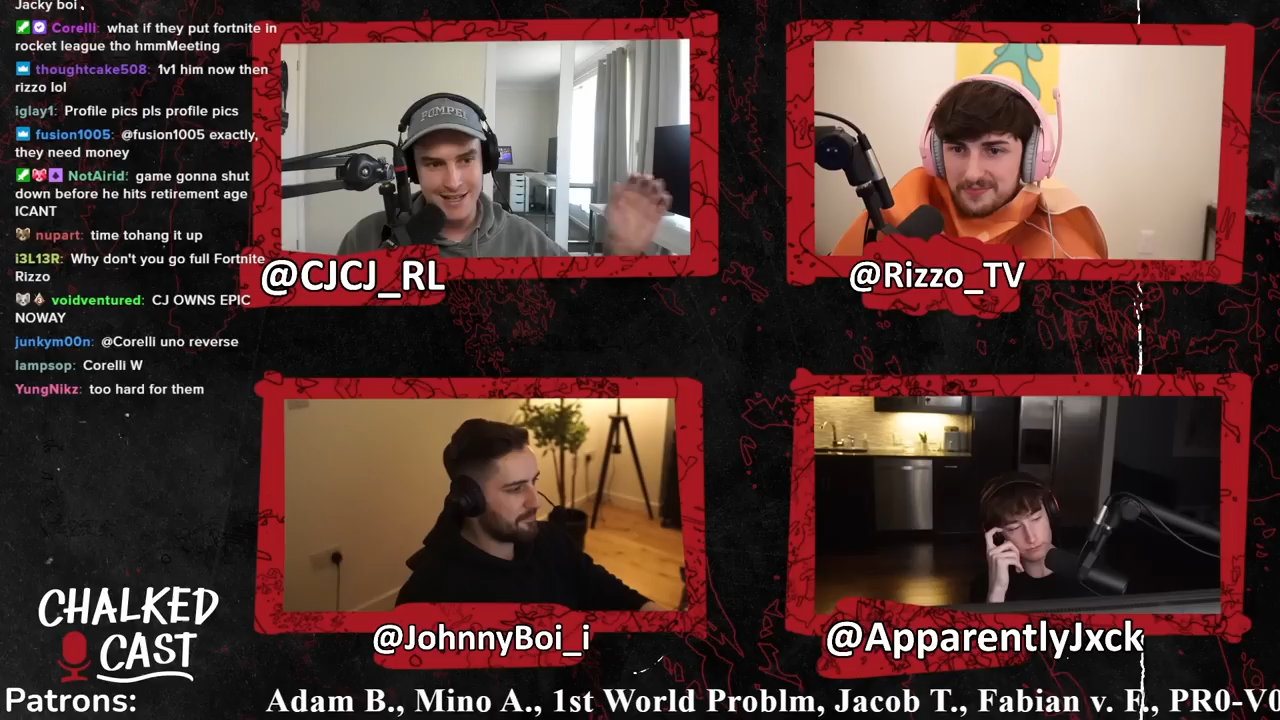 Jacky boi ,
Corelli: what if they put fortnite in
rocket league tho hmmMeeting
thoughtcake508: 1v1 him now then
rizzo lol
iglay1: Profile pics pls profile pics
fusion1005: @fusion1005 exactly,
they need money
NotAirid: game gonna shut
down before he hits retirement age
ICANT
nupart: time tohang it up
i3L13R: Why don't you go full Fortnite
Rizzo
voidventured: CJ OWNS EPIC
NOWAY
junkym00n: @Corelli uno reverse
lampsop: Corelli W
YungNikz: too hard for them
POMPEI
@CJCJ_RL
@Rizzo_TV
@JohnnyBoi_i
@ApparentlyJxck
CHALKED
CAST
Patrons: Adam B., Mino A., 1st World Problm, Jacob T., Fabian v. F., PR0-V0